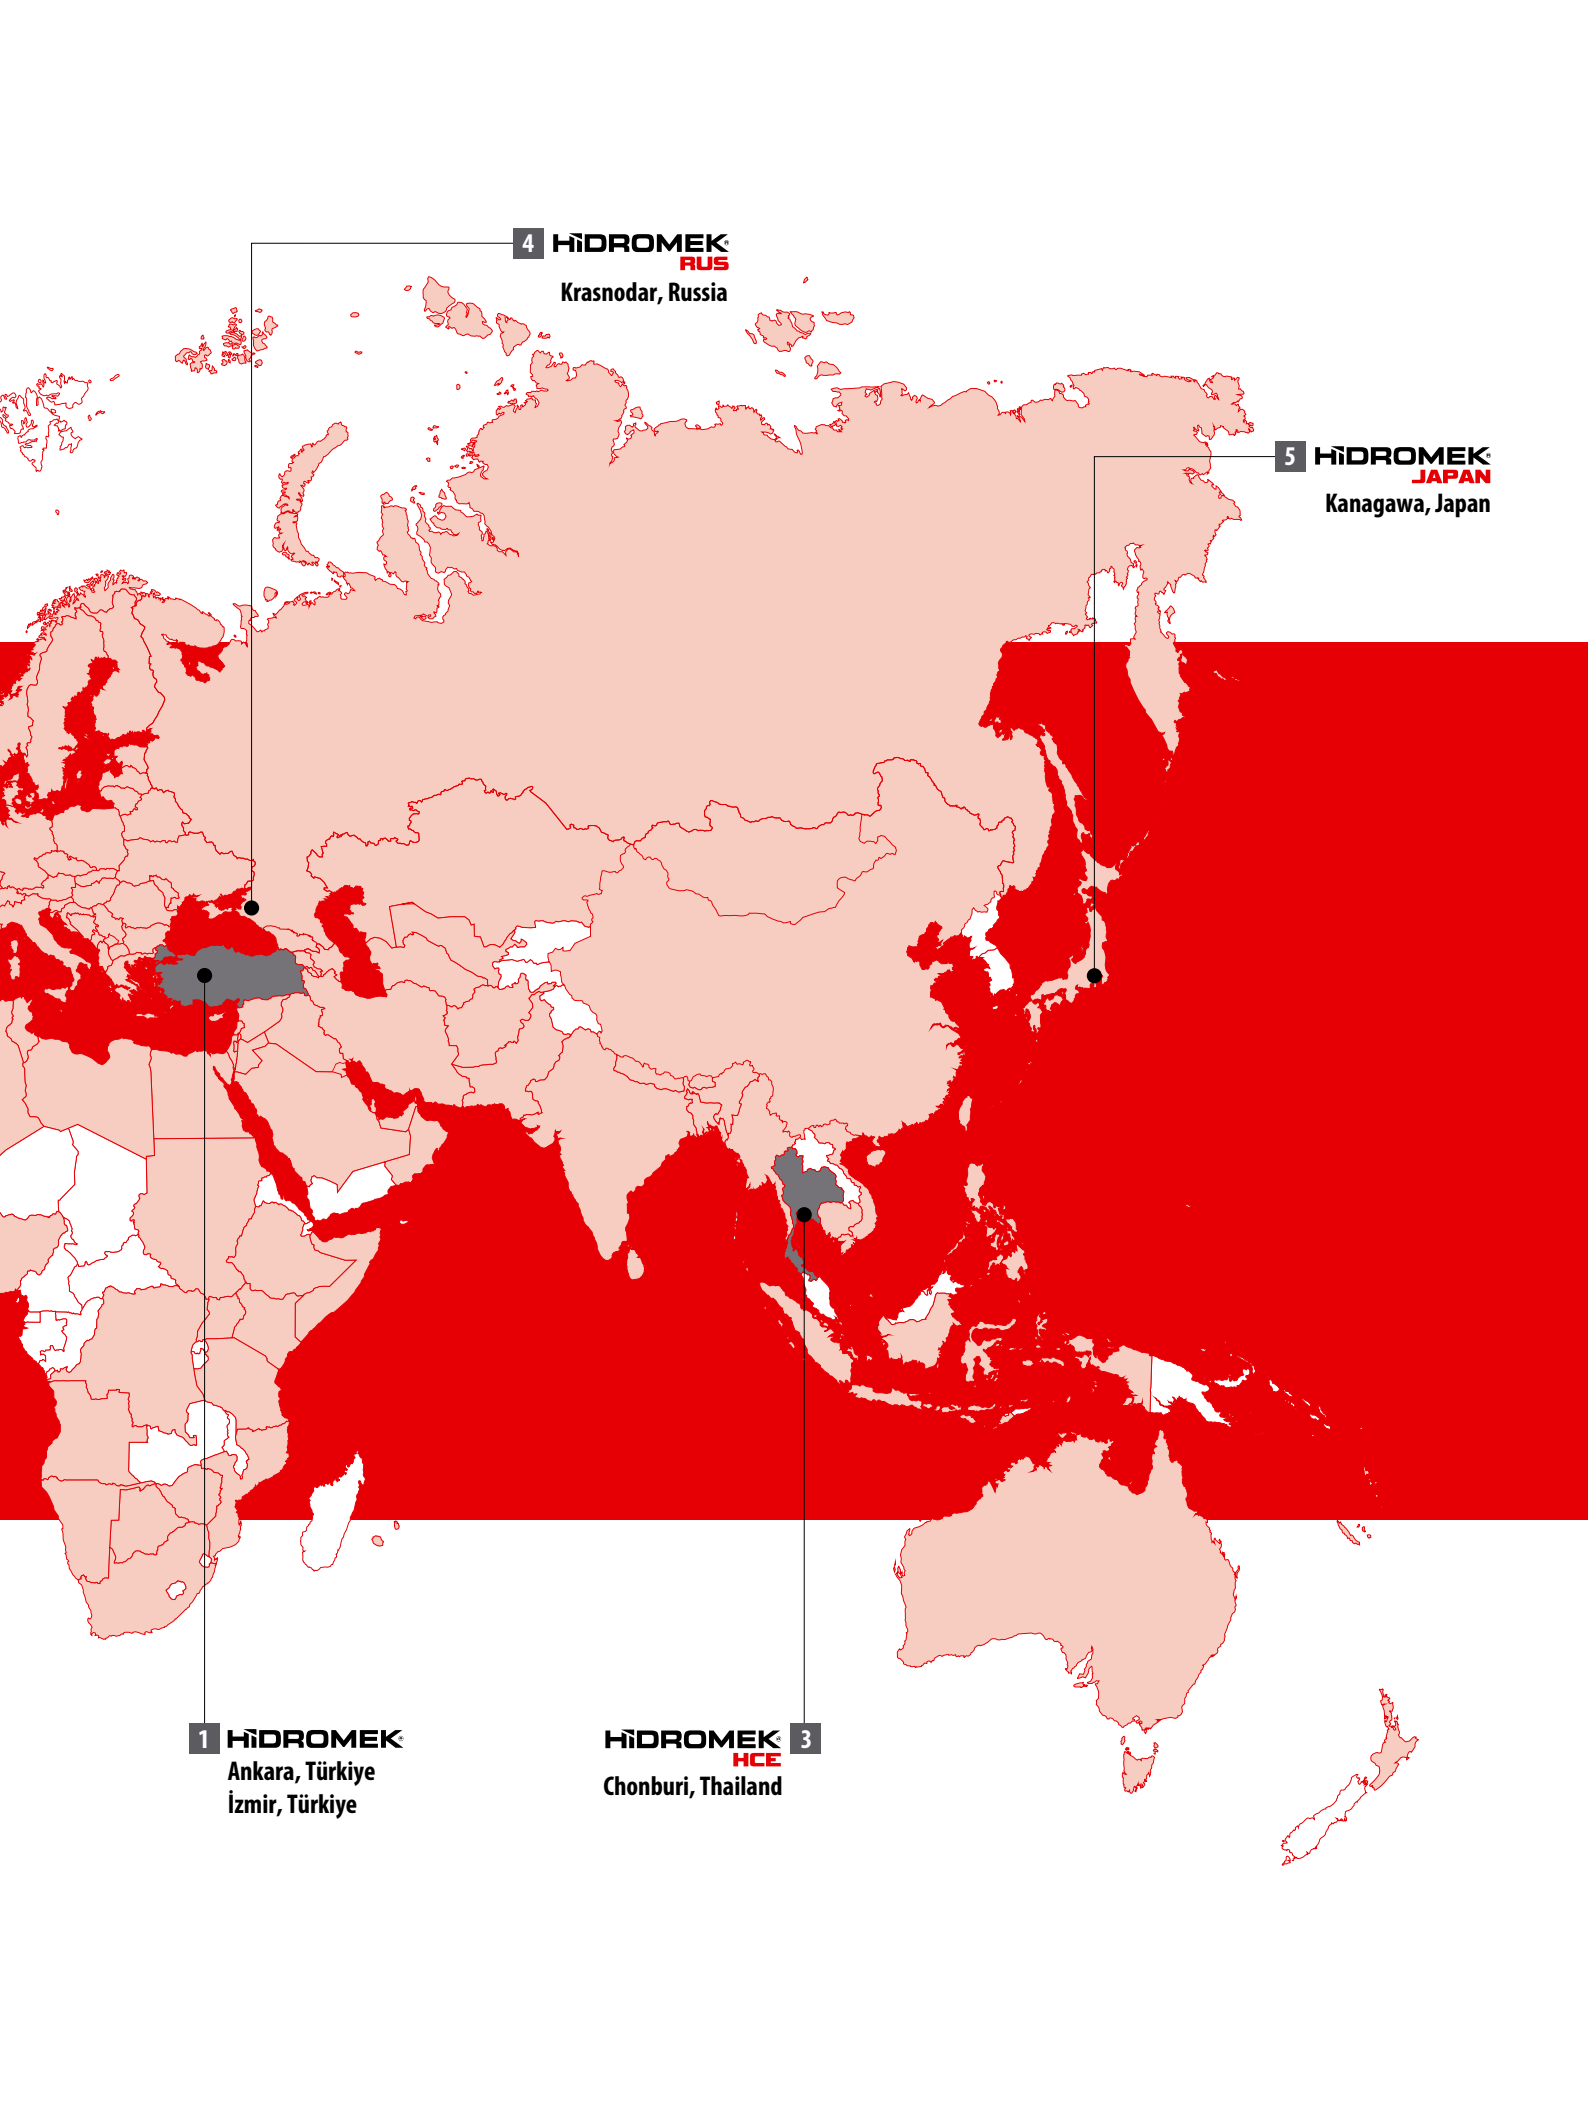 4 HİDROMEK®
RUS
Krasnodar, Russia
5 HİDROMEK®
JAPAN
Kanagawa, Japan
1 HİDROMEK®
Ankara, Türkiye
İzmir, Türkiye
HİDROMEK® 3
HCE
Chonburi, Thailand